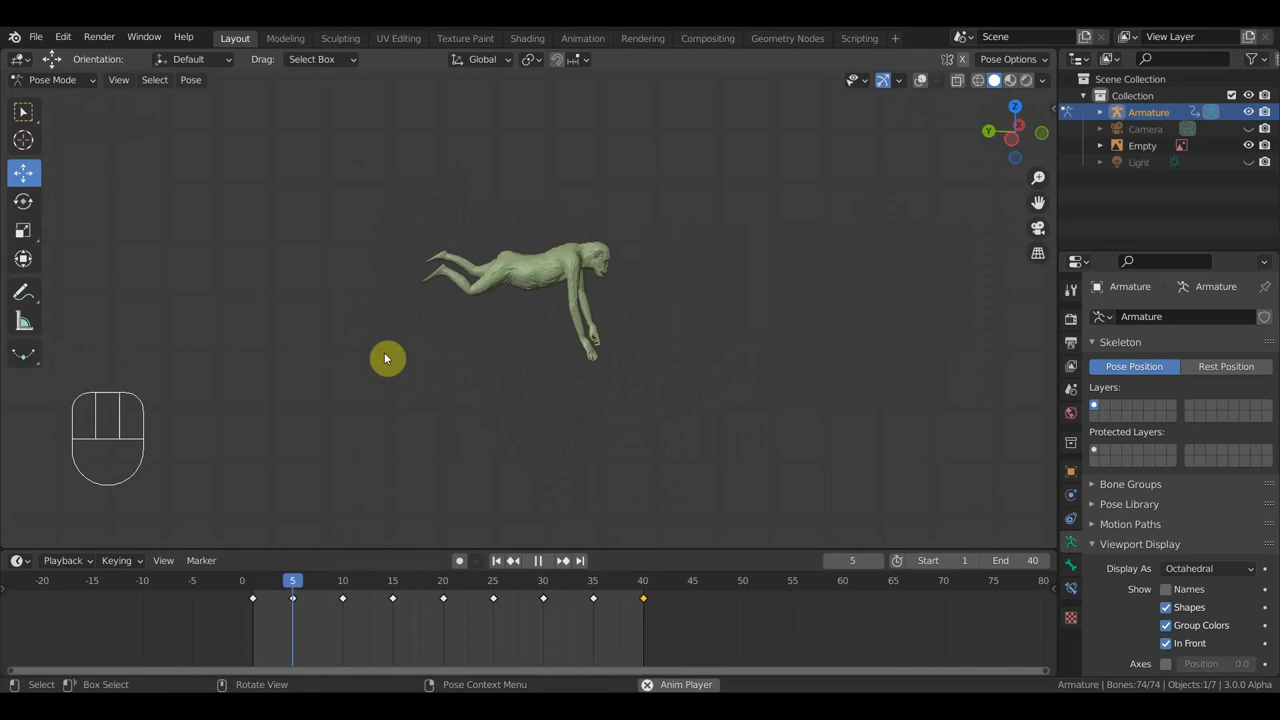 File Edit Render Window Help Layout Modeling Sculpting UV Editing Texture Paint Shading Animation Rendering Compositing Geometry Nodes Scripting + Scene View Layer
Orientation: Default Drag: Select Box Global X Pose Options
Pose Mode View Select Pose
Scene Collection
Collection
Armature
Camera
Empty
Light
Z
Y
X
Armature Armature
Armature
Skeleton
Pose Position Rest Position
Layers:
Protected Layers:
Bone Groups
Pose Library
Motion Paths
Viewport Display
Display As Octahedral
Show Names
Shapes
Group Colors
In Front
Axes Position 0.0
Playback Keying View Marker 5 Start 1 End 40
-20 -15 -10 -5 0 5 10 15 20 25 30 35 40 45 50 55 60 65 70 75 80
Select Box Select Rotate View Pose Context Menu Anim Player Armature | Bones:74/74 | Objects:1/7 | 3.0.0 Alpha